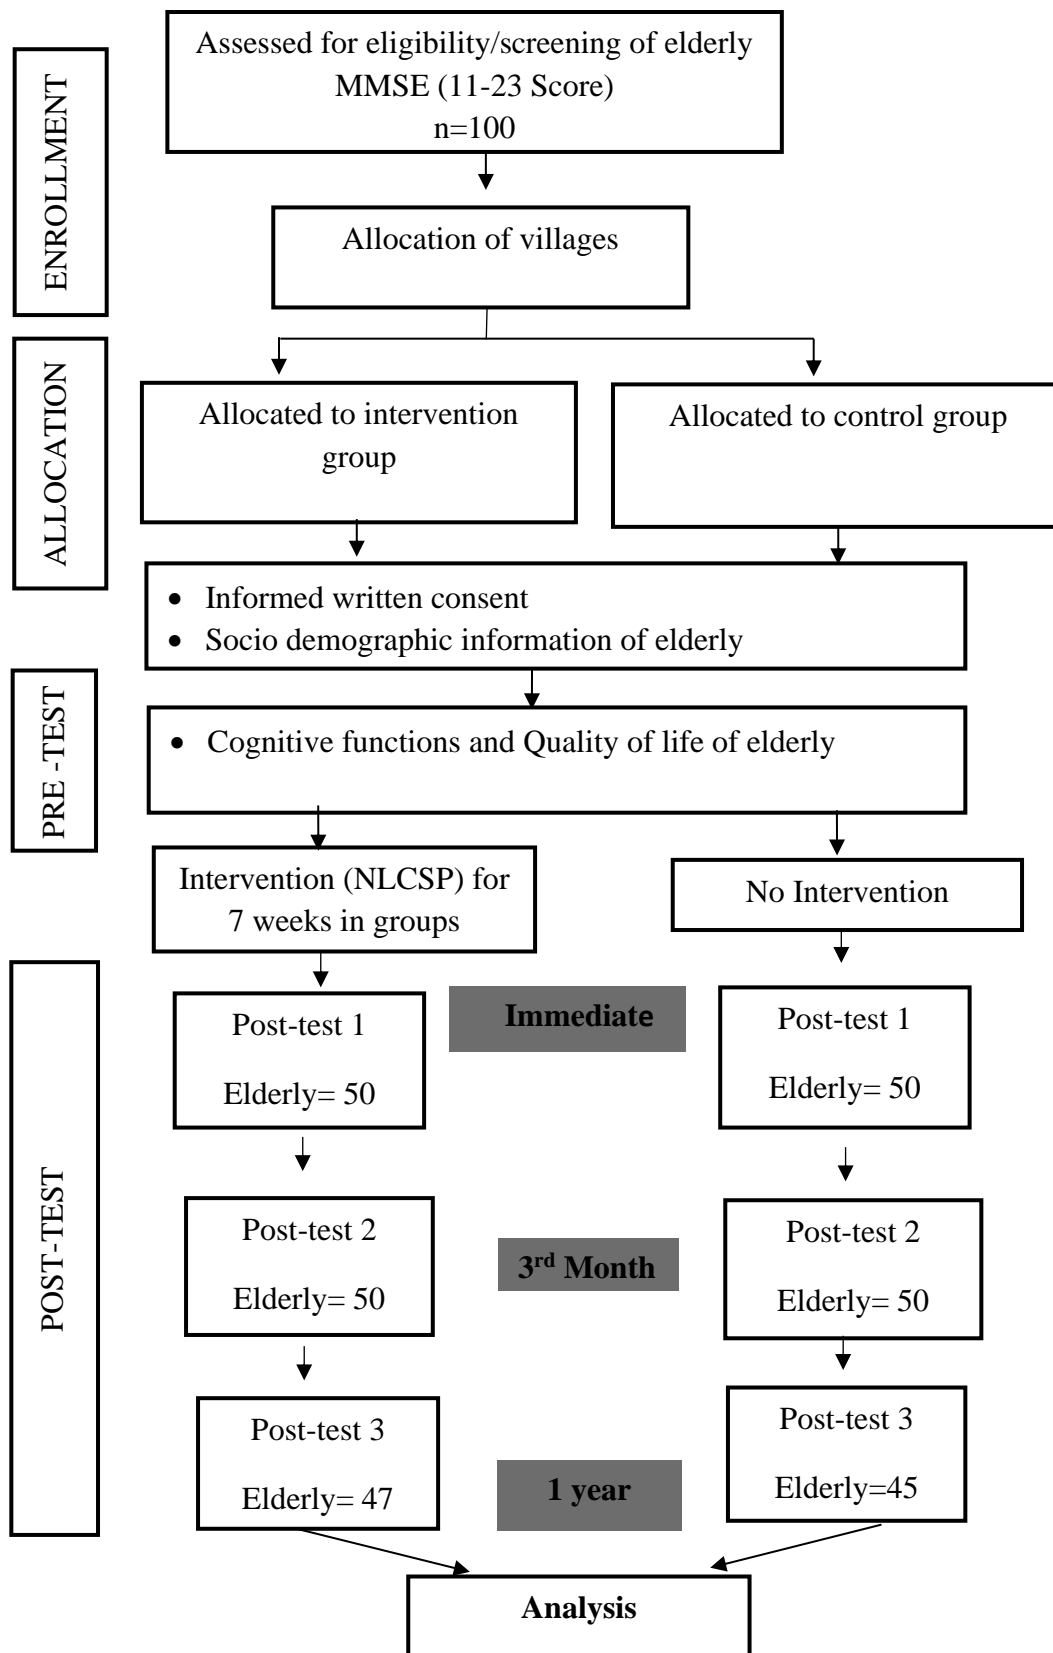 ENROLLMENT
Assessed for eligibility/screening of elderly
MMSE (11-23 Score)
n=100
Allocation of villages
ALLOCATION
Allocated to intervention
group
Allocated to control group
• Informed written consent
• Socio demographic information of elderly
PRE -TEST
• Cognitive functions and Quality of life of elderly
Intervention (NLCSP) for
7 weeks in groups
No Intervention
POST-TEST
Post-test 1
Elderly= 50
Immediate
Post-test 1
Elderly= 50
Post-test 2
Elderly= 50
3rd Month
Post-test 2
Elderly= 50
Post-test 3
Elderly= 47
1 year
Post-test 3
Elderly=45
Analysis